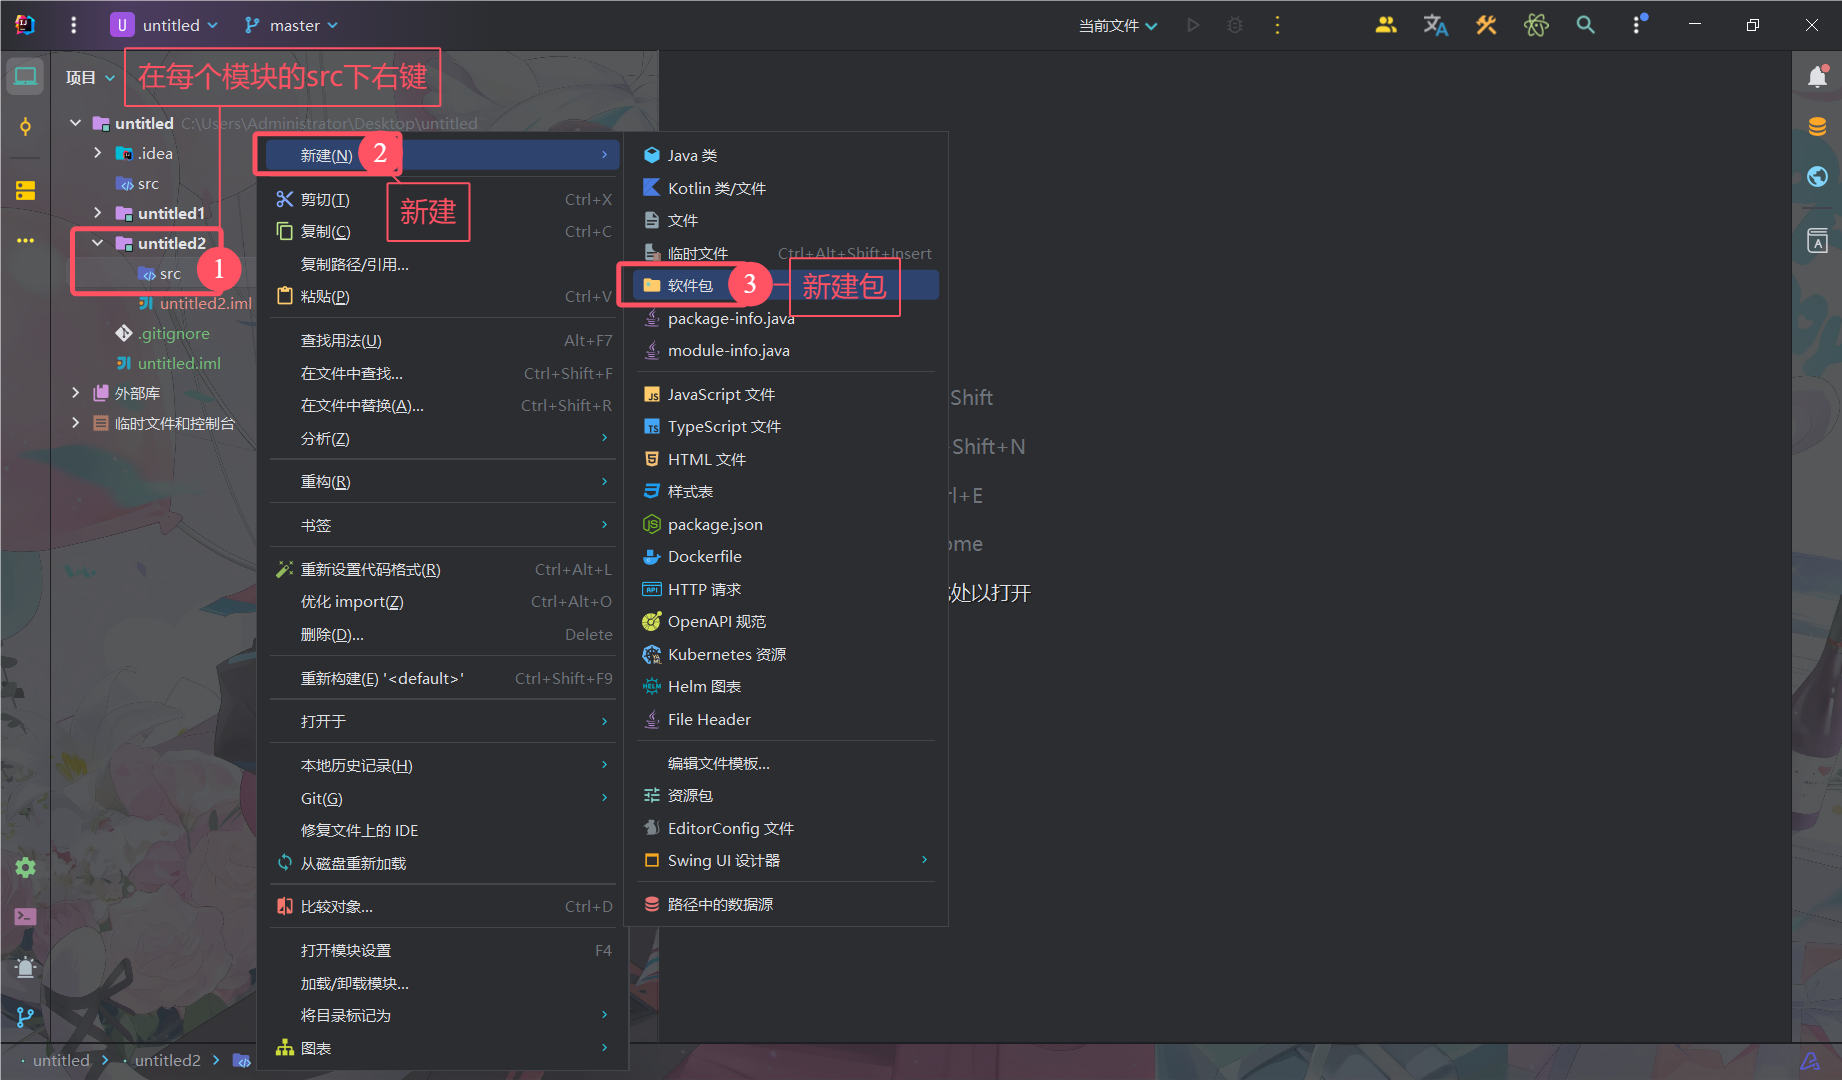 U untitled
master
当前文件
项目
在每个模块的src下右键
untitled C:\Users\Administrator\Desktop\untitled
.idea
src
untitled1
untitled2
src
1
untitled2.iml
.gitignore
untitled.iml
外部库
临时文件和控制台
新建(N)
2
新建
剪切(T) Ctrl+X
复制(C) Ctrl+C
复制路径/引用...
粘贴(P) Ctrl+V
查找用法(U) Alt+F7
在文件中查找... Ctrl+Shift+F
在文件中替换(A)... Ctrl+Shift+R
分析(Z)
重构(R)
书签
重新设置代码格式(R) Ctrl+Alt+L
优化 import(Z) Ctrl+Alt+O
删除(D)... Delete
重新构建(E) '<default>' Ctrl+Shift+F9
打开于
本地历史记录(H)
Git(G)
修复文件上的 IDE
从磁盘重新加载
比较对象... Ctrl+D
打开模块设置 F4
加载/卸载模块...
将目录标记为
图表
Java 类
Kotlin 类/文件
文件
临时文件 Ctrl+Alt+Shift+Insert
软件包
3
新建包
package-info.java
module-info.java
JavaScript 文件
TypeScript 文件
HTML 文件
样式表
package.json
Dockerfile
HTTP 请求
OpenAPI 规范
Kubernetes 资源
Helm 图表
File Header
编辑文件模板...
资源包
EditorConfig 文件
Swing UI 设计器
路径中的数据源
Shift
Shift+N
+E
ome
处以打开
untitled
untitled2